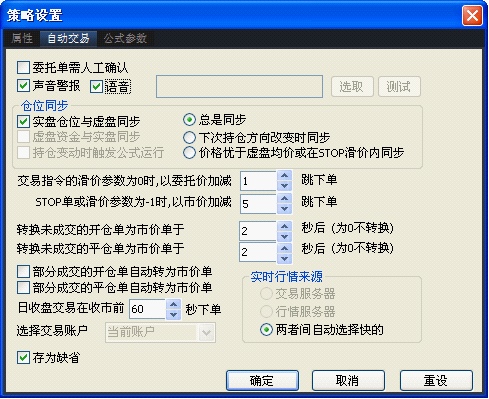 策略设置
属性 自动交易 公式参数
委托单需人工确认
声音警报 语音 选取 测试
仓位同步
实盘仓位与虚盘同步 总是同步
虚盘资金与实盘同步 下次持仓方向改变时同步
持仓变动时触发公式运行 价格优于虚盘均价或在STOP滑价内同步
交易指令的滑价参数为0时,以委托价加减 1 跳下单
STOP单或滑价参数为-1时,以市价加减 5 跳下单
转换未成交的开仓单为市价单于 2 秒后 (为0不转换)
转换未成交的平仓单为市价单于 2 秒后 (为0不转换)
部分成交的开仓单自动转为市价单
部分成交的平仓单自动转为市价单
实时行情来源
交易服务器
日收盘交易在收市前 60 秒下单
行情服务器
选择交易账户 当前账户
两者间自动选择快的
存为缺省
确定 取消 重设